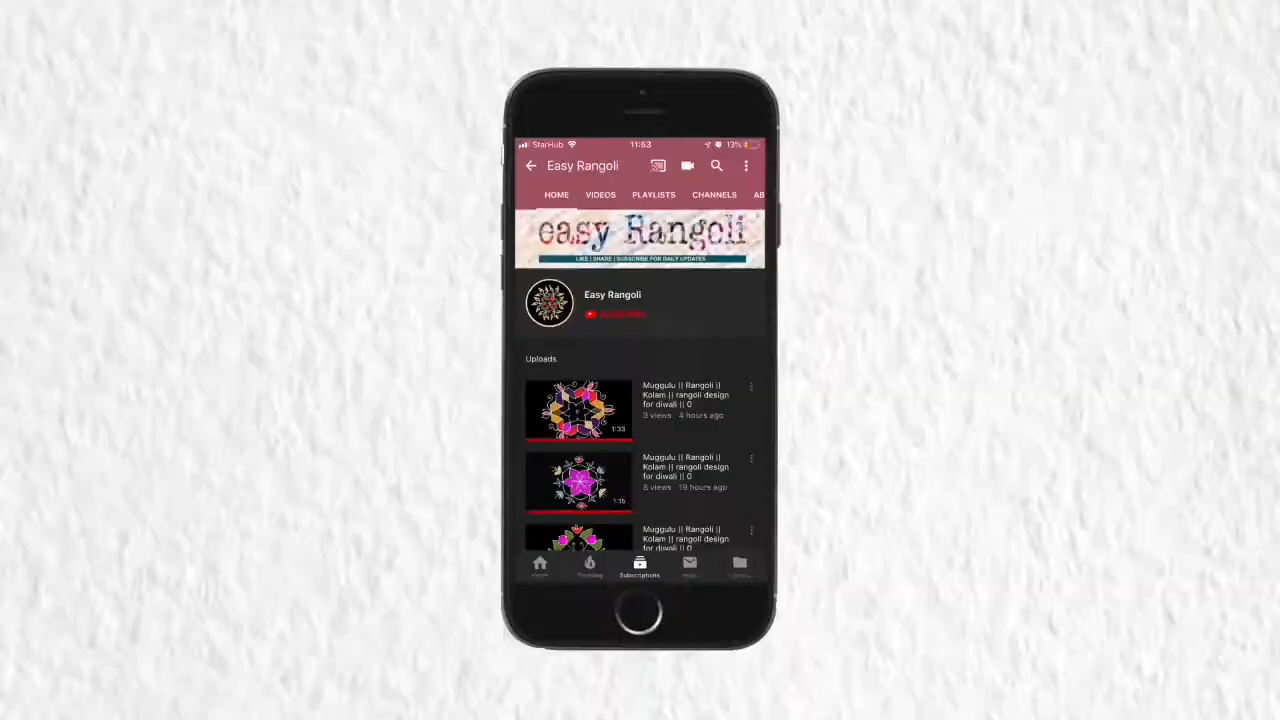 StarHub
11:53
13%
Easy Rangoli
HOME
VIDEOS
PLAYLISTS
CHANNELS
AB
easy Rangoli
LIKE | SHARE | SUBSCRIBE FOR DAILY UPDATES
Easy Rangoli
Uploads
Muggulu || Rangoli ||
Kolam || rangoli design
for diwali || 0
3 views 4 hours ago
1:33
Muggulu || Rangoli ||
Kolam || rangoli design
for diwali || 0
8 views 19 hours ago
1:15
Muggulu || Rangoli ||
Kolam || rangoli design
for diwali || 0
Subscriptions